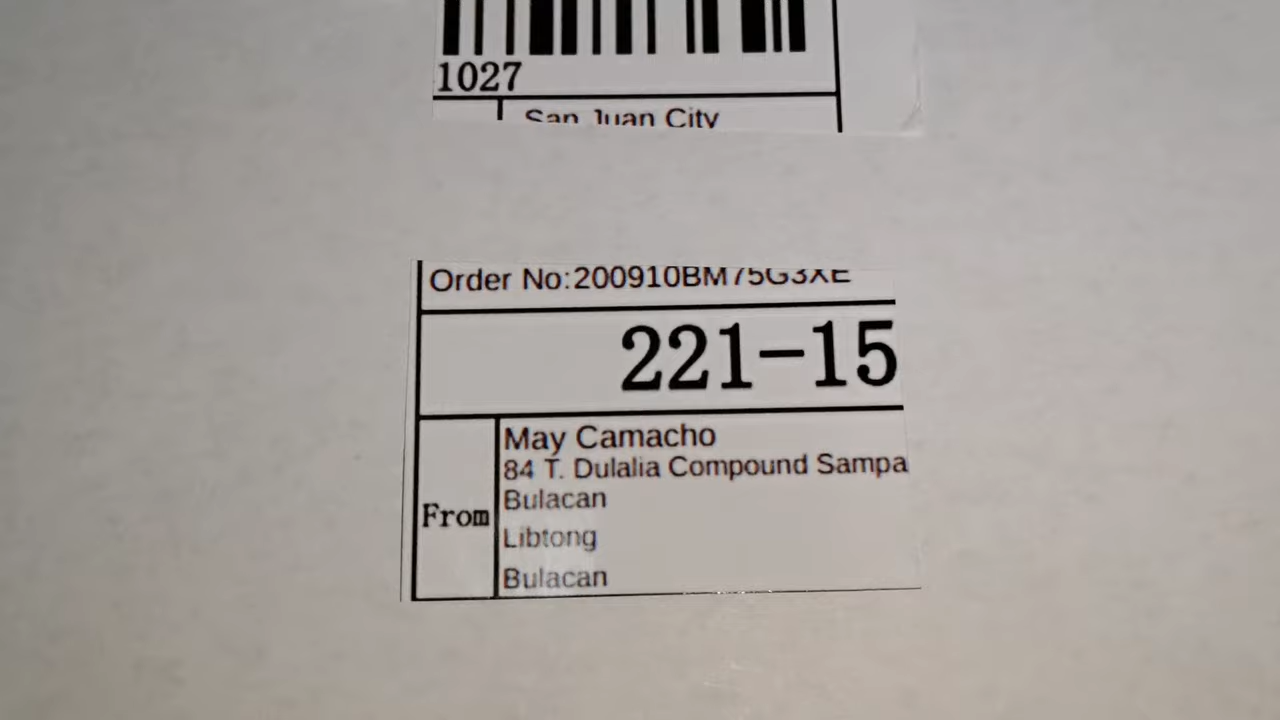 1027
San Juan City
Order No:200910BM75G3XE
221-15
May Camacho
84 T. Dulalia Compound Sampa
Bulacan
From
Libtong
Bulacan